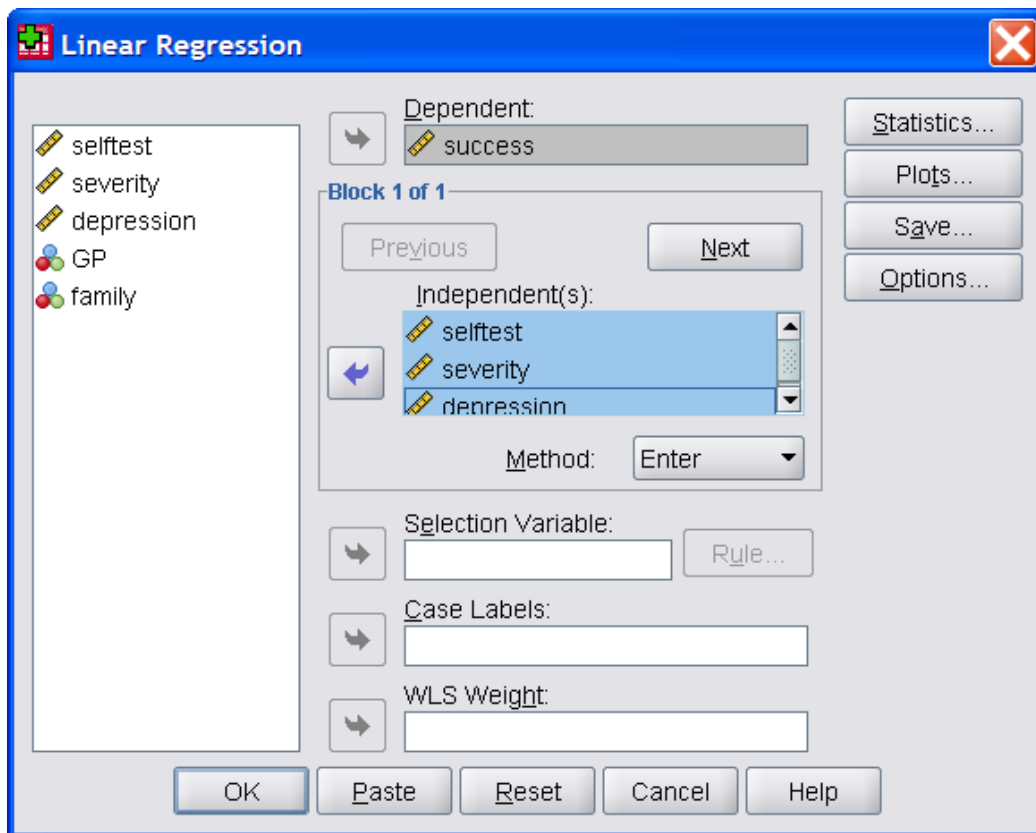 Linear Regression
selftest
severity
depression
GP
family
Dependent:
success
Block 1 of 1
Previous
Next
Independent(s):
selftest
severity
depression
Method:
Enter
Selection Variable:
Rule...
Case Labels:
WLS Weight:
Statistics...
Plots...
Save...
Options...
OK
Paste
Reset
Cancel
Help